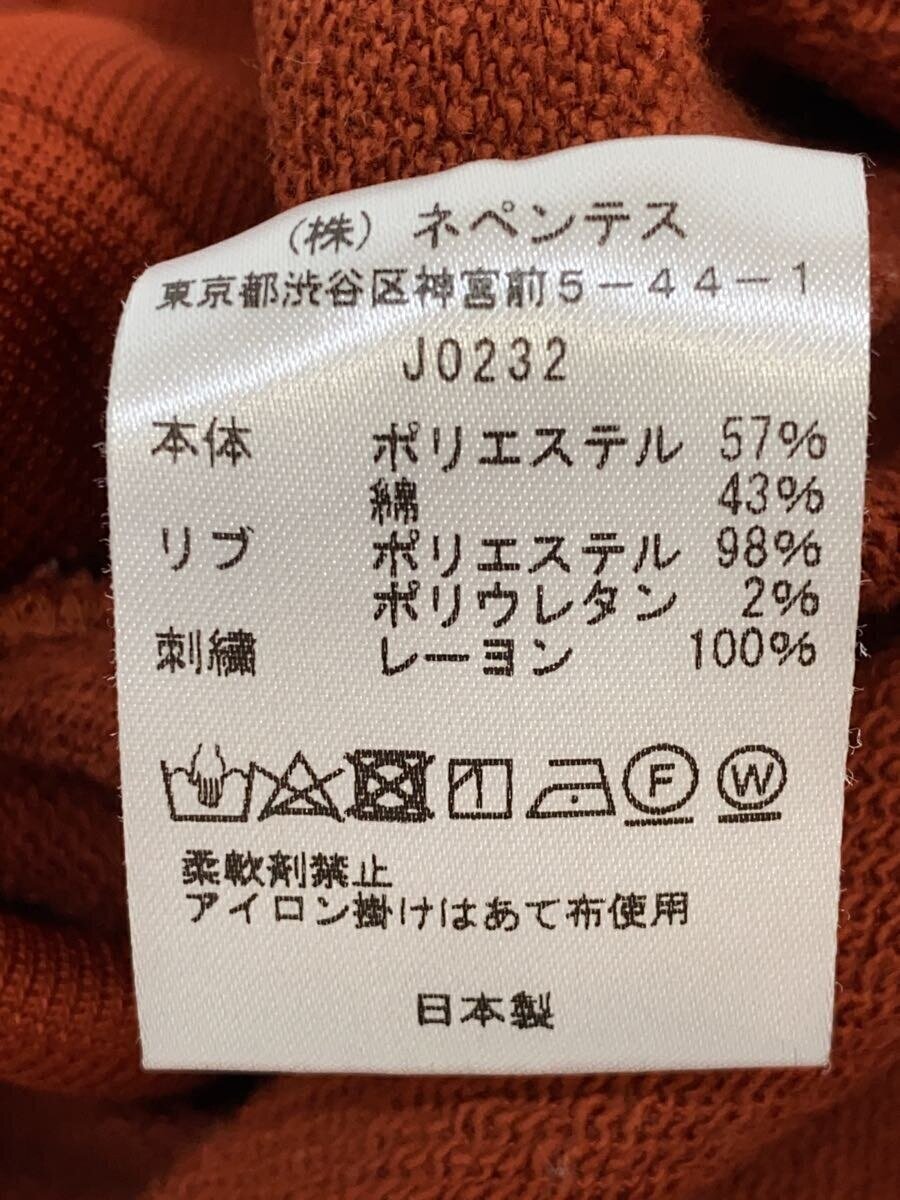 (株) ネペンテス
東京都渋谷区神宮前5-44-1
J0232
本体 ポリエステル 57%
綿 43%
リブ ポリエステル 98%
ポリウレタン 2%
刺繍 レーヨン 100%
F W
柔軟剤禁止
アイロン掛けはあて布使用
日本製